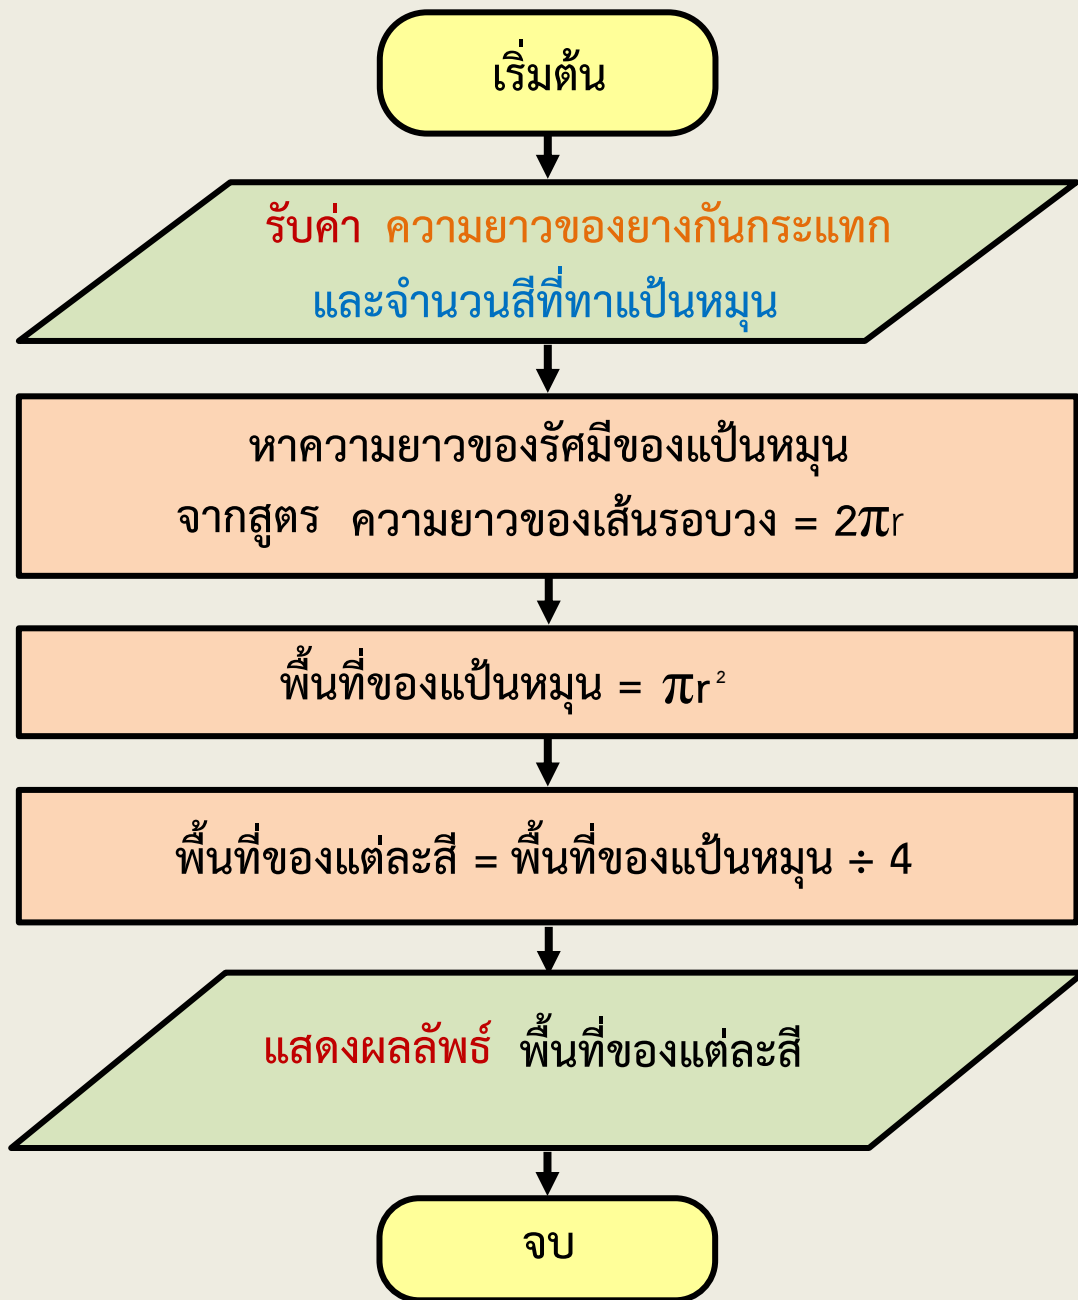 เริ่มต้น
รับค่า ความยาวของยางกันกระแทก
และจำนวนสีที่ทาแป้นหมุน
หาความยาวของรัศมีของแป้นหมุน
จากสูตร ความยาวของเส้นรอบวง = 2πr
พื้นที่ของแป้นหมุน = πr²
พื้นที่ของแต่ละสี = พื้นที่ของแป้นหมุน ÷ 4
แสดงผลลัพธ์ พื้นที่ของแต่ละสี
จบ